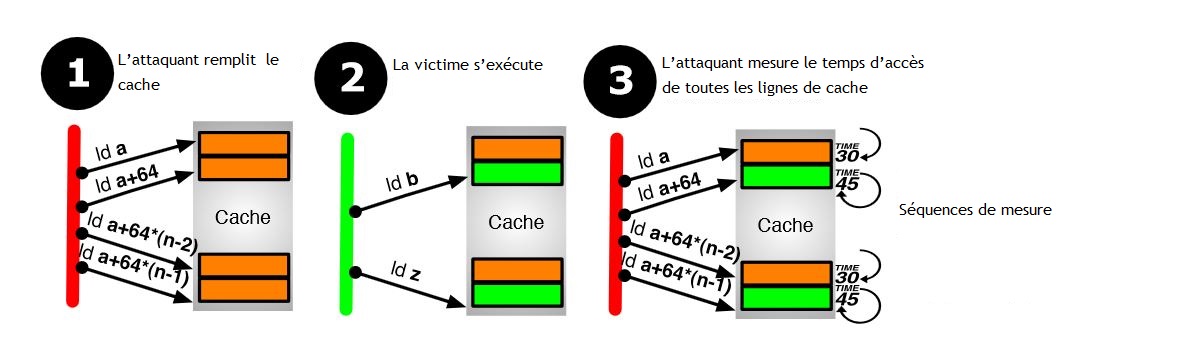 1
L'attaquant remplit le
cache
ld a
ld a+64
ld a+64*(n-2)
ld a+64*(n-1)
Cache
2
La victime s'exécute
ld b
ld z
Cache
3
L'attaquant mesure le temps d'accès
de toutes les lignes de cache
ld a
ld a+64
ld a+64*(n-2)
ld a+64*(n-1)
Cache
TIME
30
TIME
45
TIME
30
TIME
45
Séquences de mesure